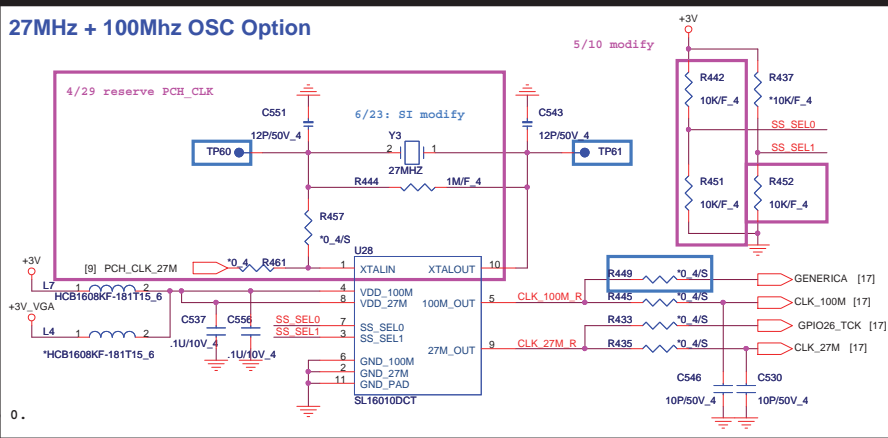 27MHz + 100Mhz OSC Option
+3V
5/10 modify
4/29 reserve PCH_CLK
R442
10K/F_4
R437
*10K/F_4
C551
12P/50V_4
6/23: SI modify
C543
12P/50V_4
SS_SEL0
SS_SEL1
TP60
Y3
2
1
27MHZ
TP61
R444
1M/F_4
R451
10K/F_4
R452
10K/F_4
R457
*0_4/S
U28
+3V
[9] PCH_CLK_27M
*0_4
R461
1
XTALIN
XTALOUT
10
R449
*0_4/S
GENERICA [17]
L7
1
2
HCB1608KF-181T15_6
4
VDD_100M
8
VDD_27M
100M_OUT
5
CLK_100M_R
R445
*0_4/S
CLK_100M [17]
+3V_VGA
L4
1
2
*HCB1608KF-181T15_6
C537
.1U/10V_4
C556
.1U/10V_4
SS_SEL0
SS_SEL1
7
SS_SEL0
3
SS_SEL1
R433
*0_4/S
GPIO26_TCK [17]
6
GND_100M
2
GND_27M
11
GND_PAD
27M_OUT
9
CLK_27M_R
R435
*0_4/S
CLK_27M [17]
SL16010DCT
C546
10P/50V_4
C530
10P/50V_4
0.